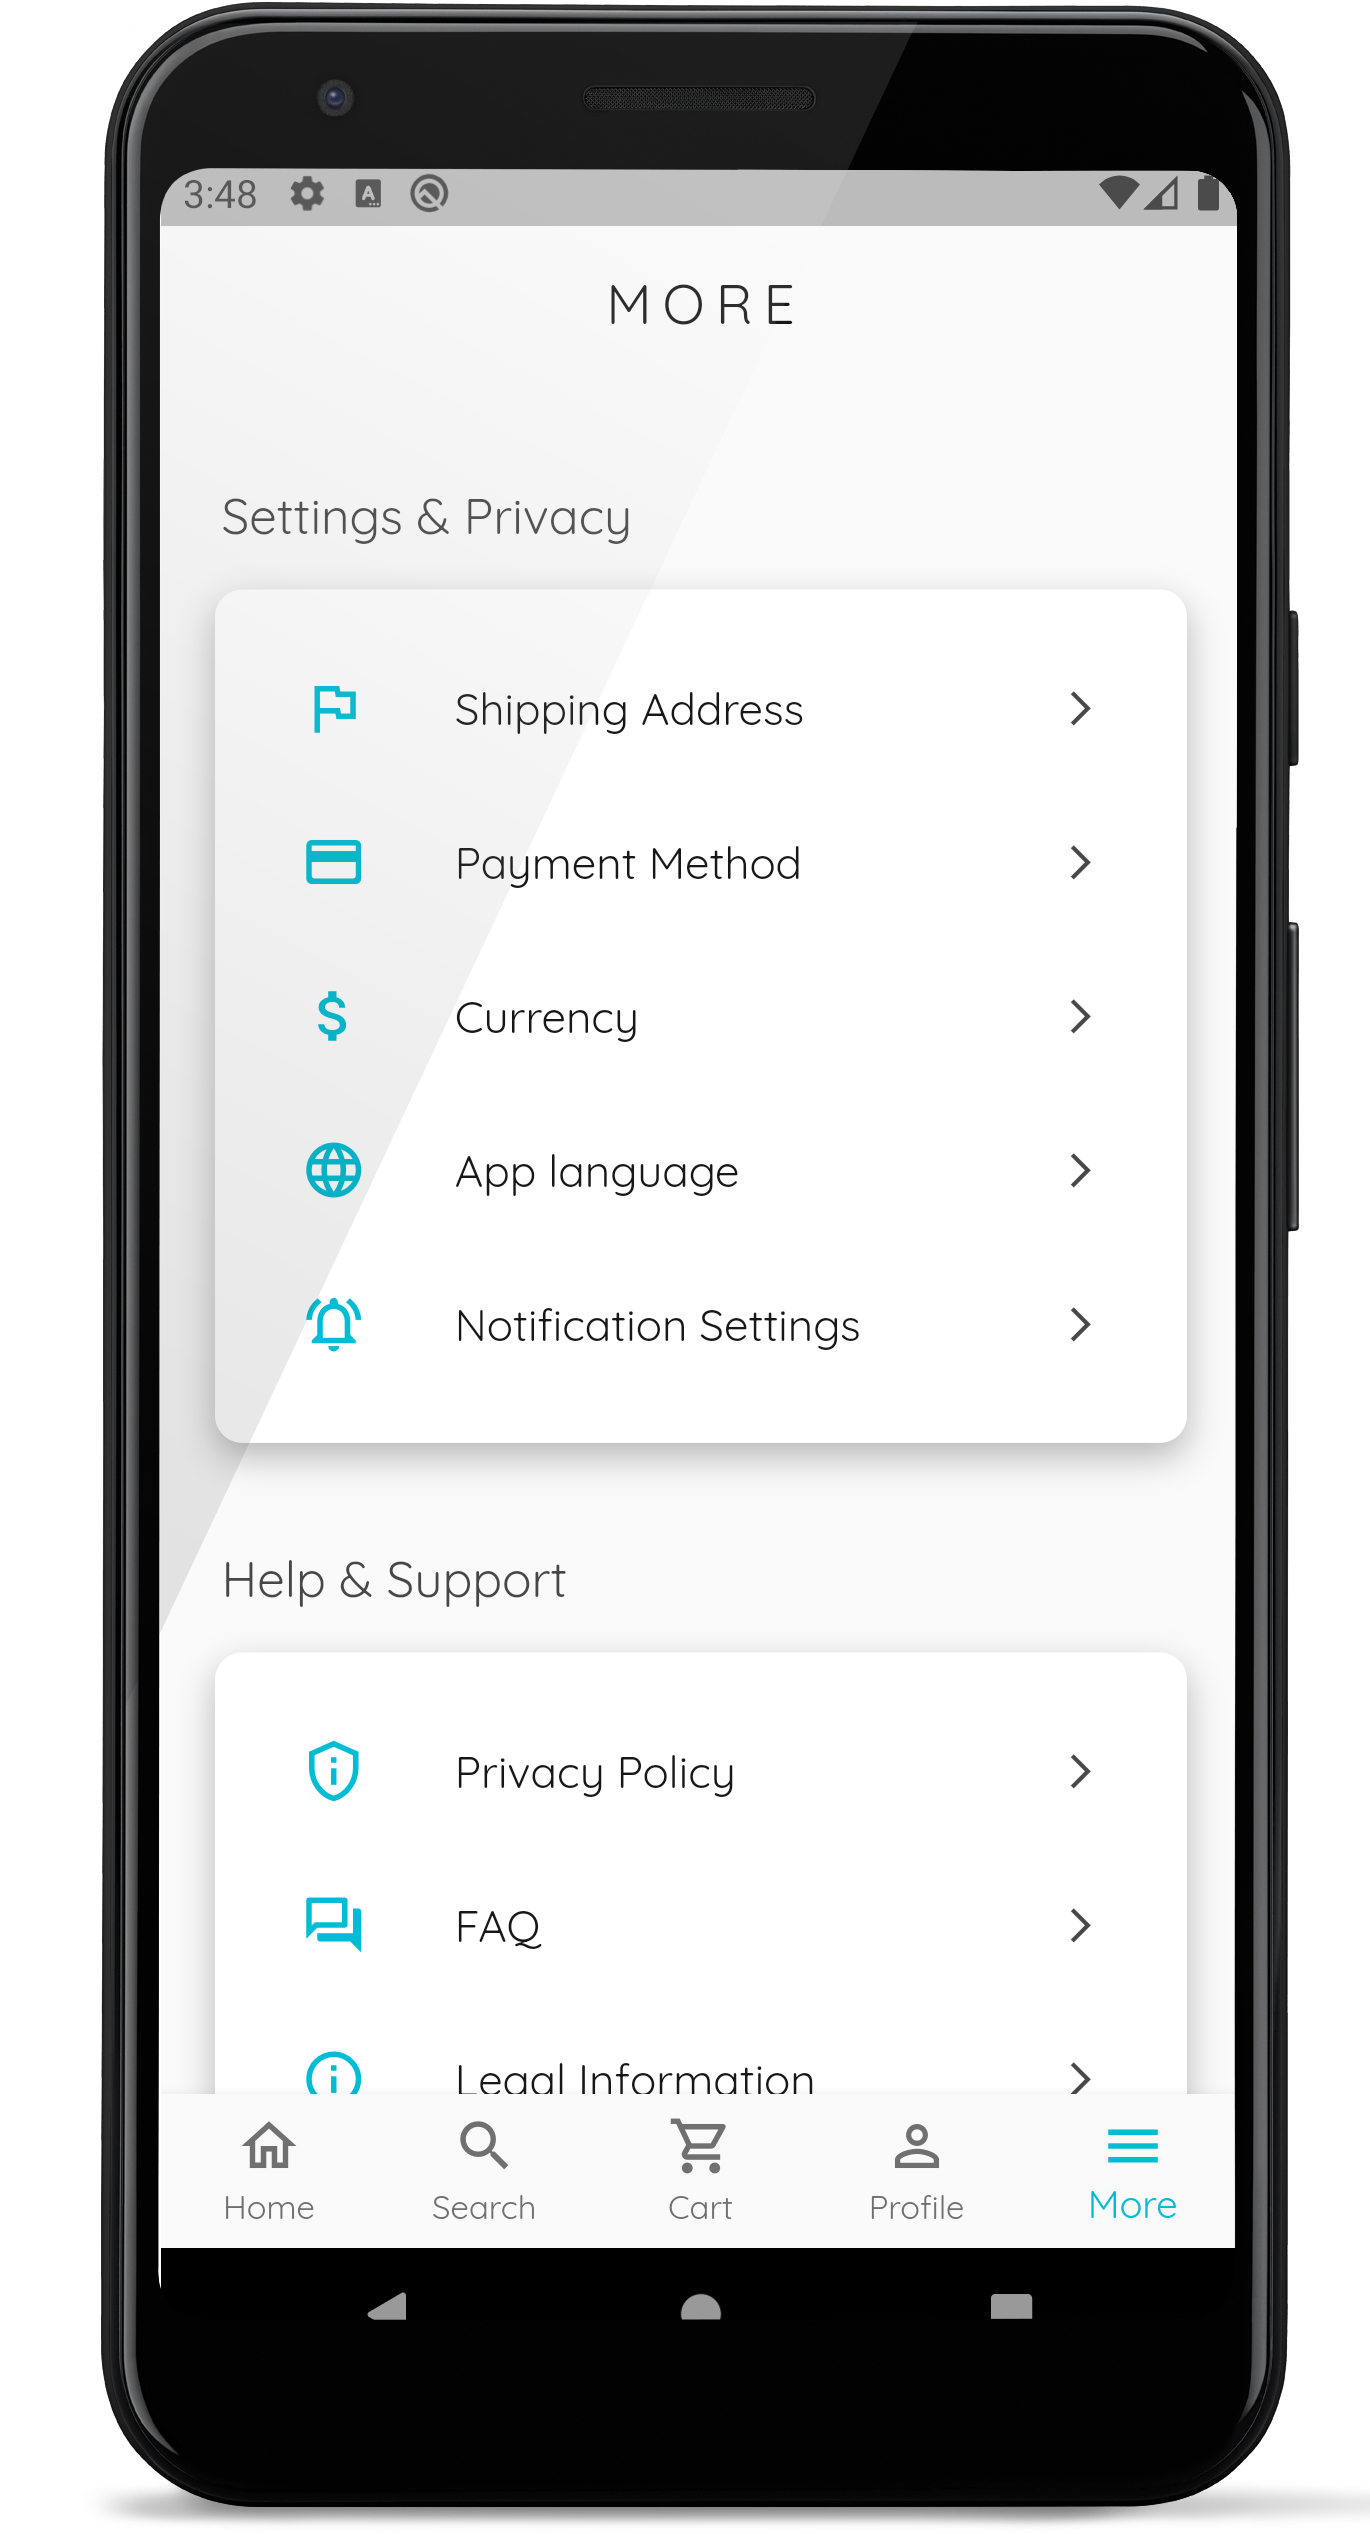 3:48
MORE
Settings & Privacy
Shipping Address
Payment Method
Currency
App language
Notification Settings
Help & Support
Privacy Policy
FAQ
Legal Information
Home
Search
Cart
Profile
More